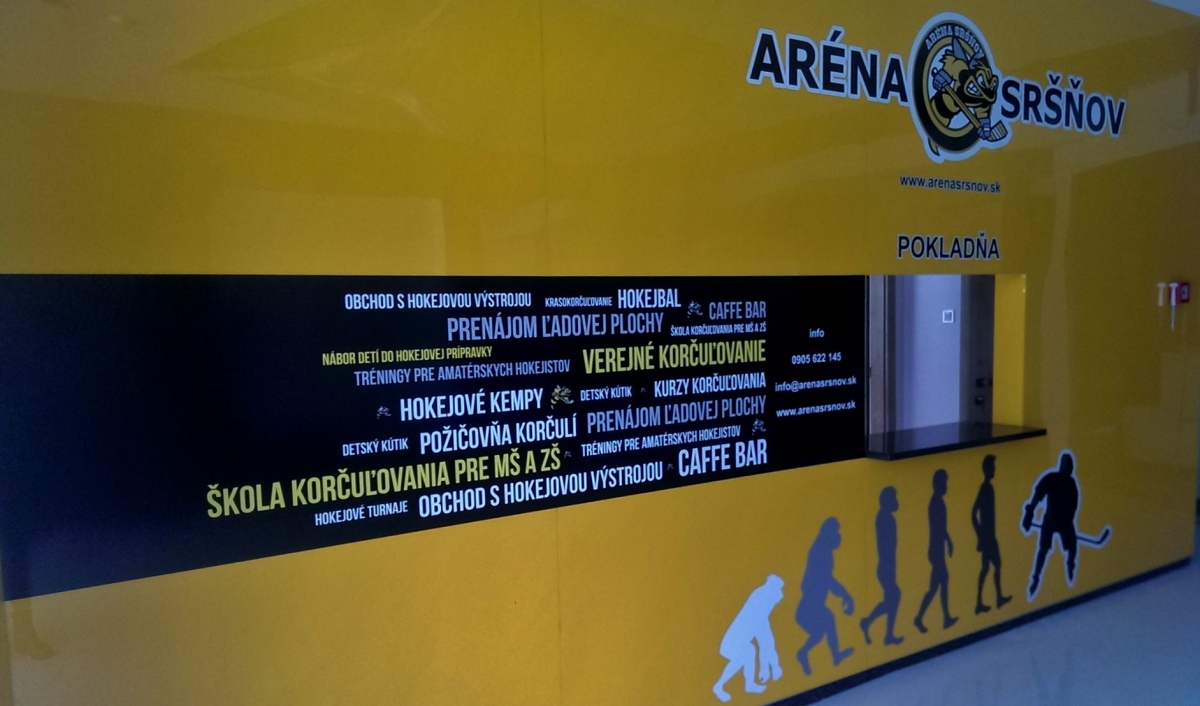 ARÉNA SRŠŇOV
ARÉNA SRŠŇOV
www.arenasrsnov.sk
POKLADŇA
OBCHOD S HOKEJOVOU VÝSTROJOU KRASOKORČUĽOVANIE HOKEJBAL CAFFE BAR
PRENÁJOM ĽADOVEJ PLOCHY ŠKOLA KORČUĽOVANIA PRE MŠ A ZŠ
NÁBOR DETÍ DO HOKEJOVEJ PRÍPRAVKY VEREJNÉ KORČUĽOVANIE
TRÉNINGY PRE AMATÉRSKYCH HOKEJISTOV
HOKEJOVÉ KEMPY DETSKÝ KÚTIK KURZY KORČUĽOVANIA
DETSKÝ KÚTIK POŽIČOVŇA KORČULÍ PRENÁJOM ĽADOVEJ PLOCHY
ŠKOLA KORČUĽOVANIA PRE MŠ A ZŠ TRÉNINGY PRE AMATÉRSKYCH HOKEJISTOV
HOKEJOVÉ TURNAJE OBCHOD S HOKEJOVOU VÝSTROJOU CAFFE BAR
info
0905 622 145
info@arenasrsnov.sk
www.arenasrsnov.sk